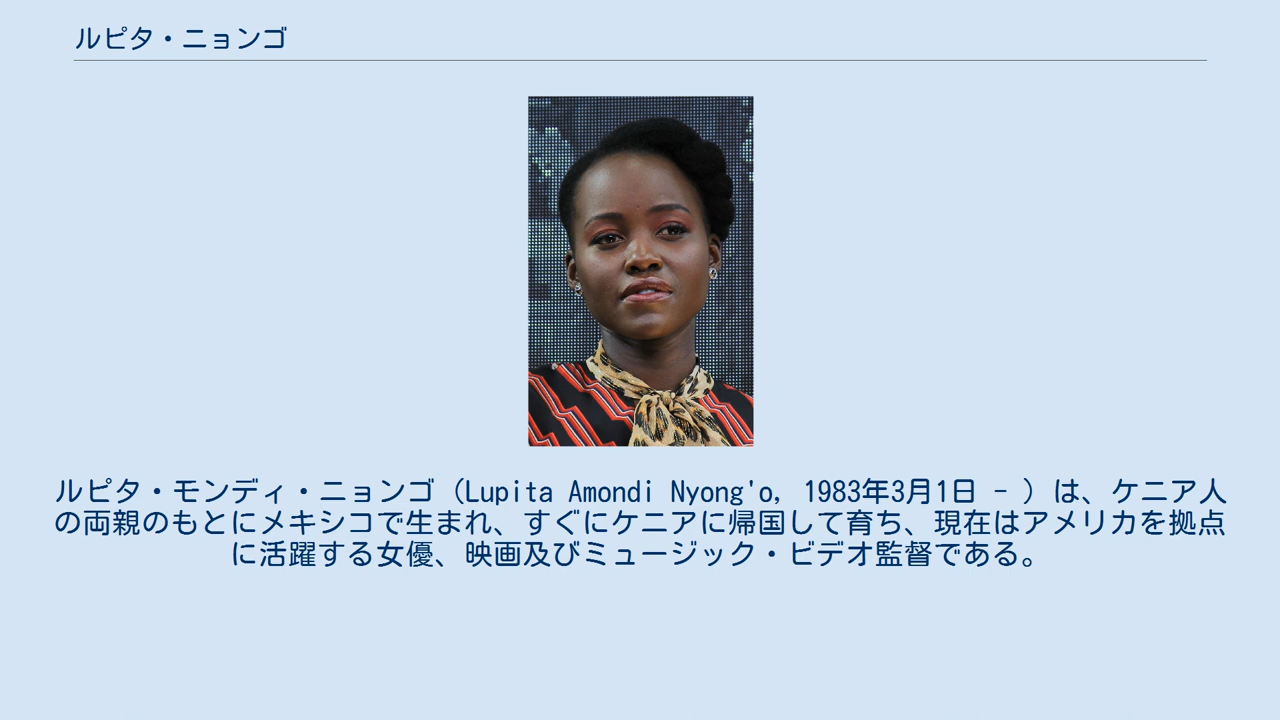 ルピタ・ニョンゴ
ルピタ・モンディ・ニョンゴ（Lupita Amondi Nyong'o, 1983年3月1日 - ）は、ケニア人
の両親のもとにメキシコで生まれ、すぐにケニアに帰国して育ち、現在はアメリカを拠点
に活躍する女優、映画及びミュージック・ビデオ監督である。